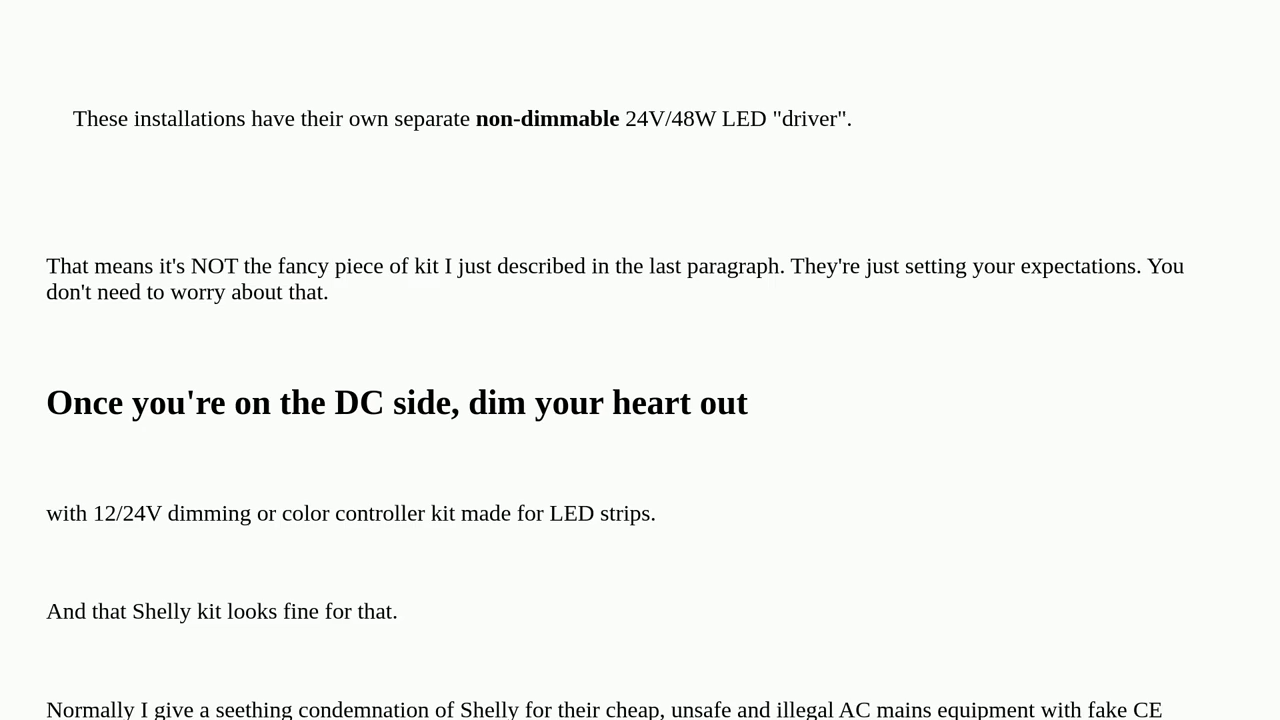 These installations have their own separate non-dimmable 24V/48W LED "driver".
That means it's NOT the fancy piece of kit I just described in the last paragraph. They're just setting your expectations. You
don't need to worry about that.
Once you're on the DC side, dim your heart out
with 12/24V dimming or color controller kit made for LED strips.
And that Shelly kit looks fine for that.
Normally I give a seething condemnation of Shelly for their cheap, unsafe and illegal AC mains equipment with fake CE